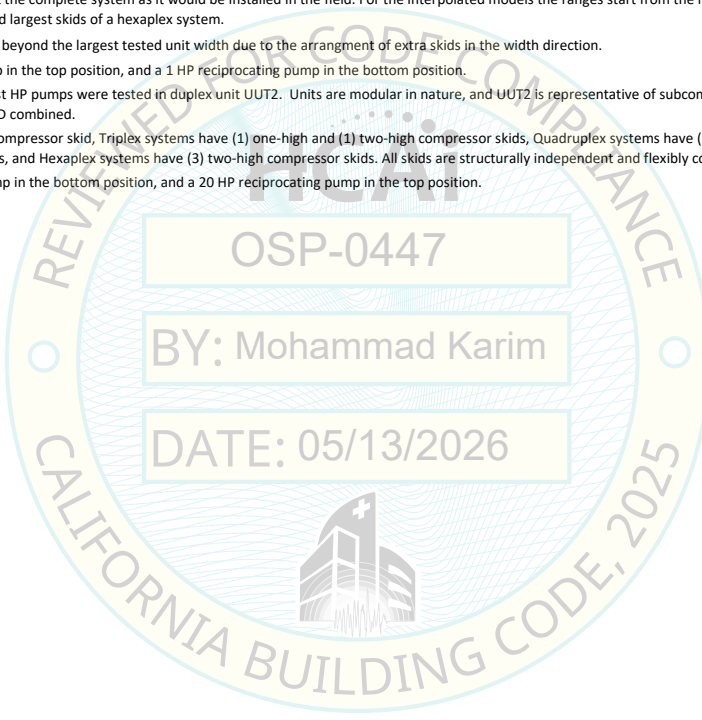 the complete system as it would be installed in the field. For the interpolated models the ranges start from the
d largest skids of a hexaplex system.
beyond the largest tested unit width due to the arrangment of extra skids in the width direction.
in the top position, and a 1 HP reciprocating pump in the bottom position.
st HP pumps were tested in duplex unit UUT2. Units are modular in nature, and UUT2 is representative of subcom
D combined.
ompressor skid, Triplex systems have (1) one-high and (1) two-high compressor skids, Quadruplex systems have (
s, and Hexaplex systems have (3) two-high compressor skids. All skids are structurally independent and flexibly co
mp in the bottom position, and a 20 HP reciprocating pump in the top position.
REVIEWED FOR CODE COMPLIANCE
HCAi
OSP-0447
BY: Mohammad Karim
DATE: 05/13/2026
CALIFORNIA BUILDING CODE, 2025